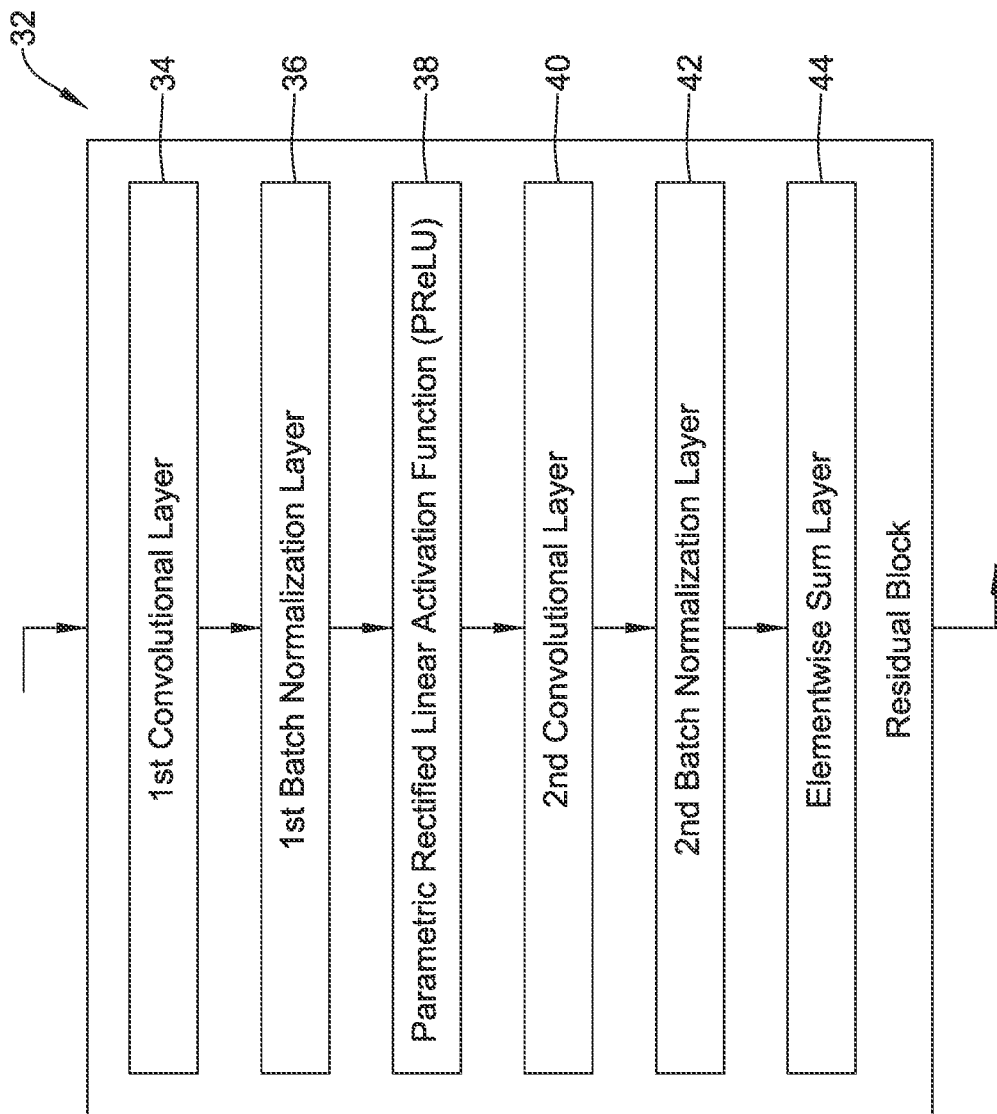 32
1st Convolutional Layer
34
1st Batch Normalization Layer
36
Parametric Rectified Linear Activation Function (PReLU)
38
2nd Convolutional Layer
40
2nd Batch Normalization Layer
42
Elementwise Sum Layer
44
Residual Block